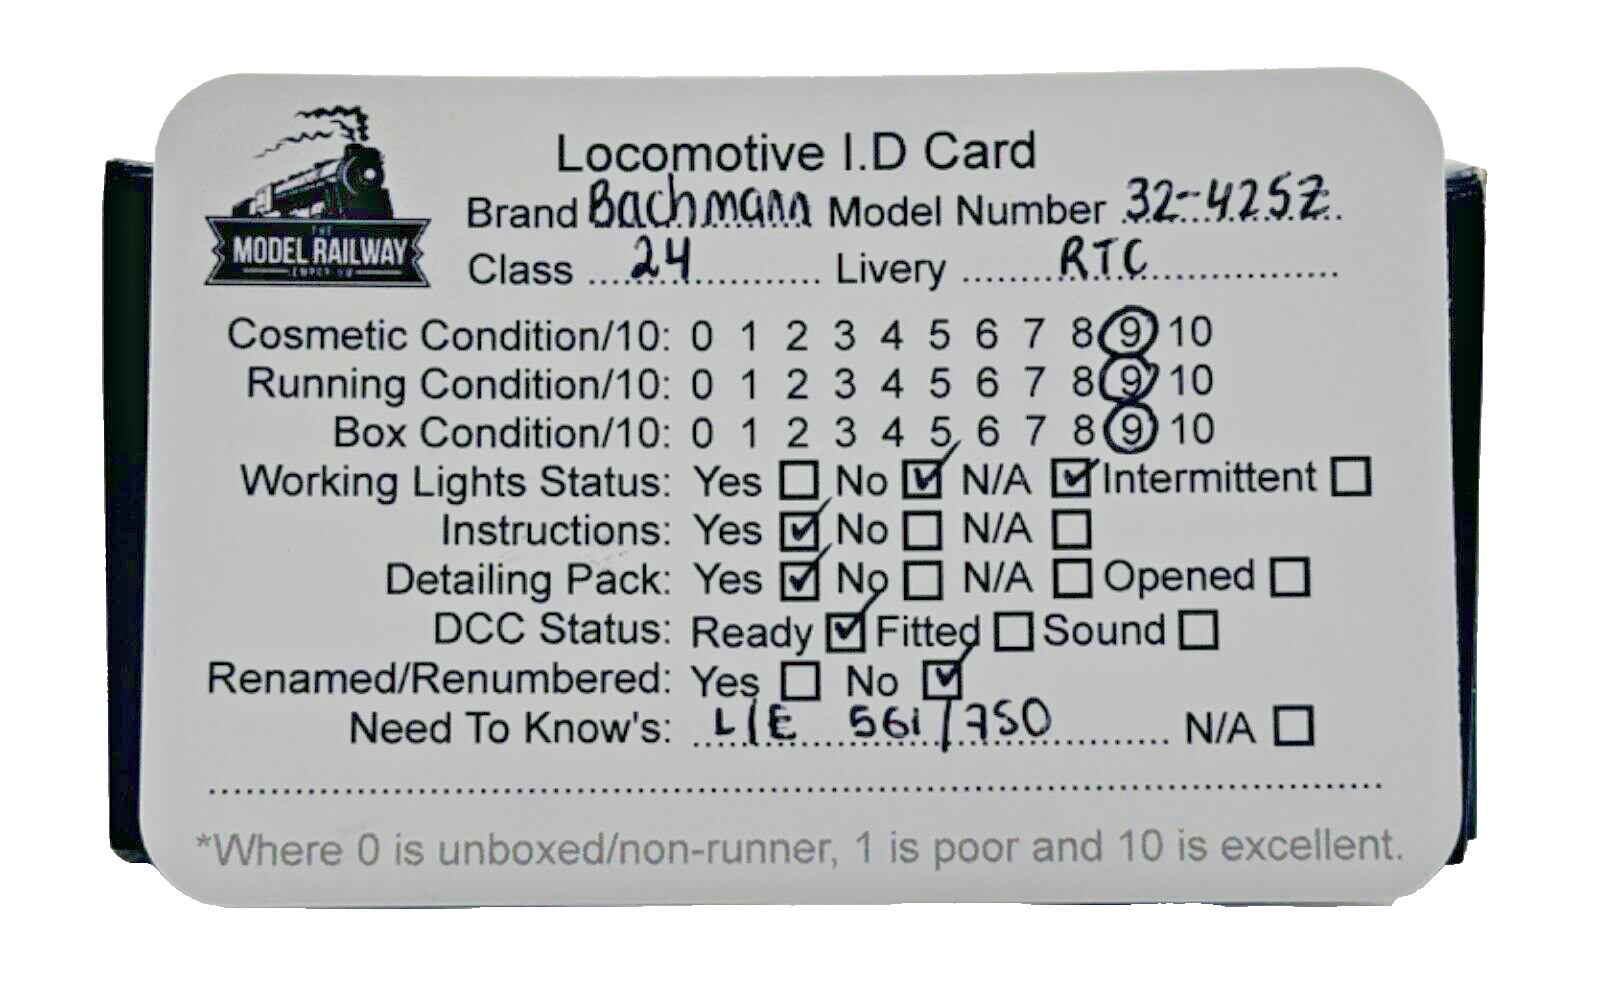 THE
MODEL RAILWAY
EMPORIUM
Locomotive I.D Card
Brand Bachmann Model Number 32-425Z
Class 24 Livery RTC
Cosmetic Condition/10: 0 1 2 3 4 5 6 7 8 9 10
Running Condition/10: 0 1 2 3 4 5 6 7 8 9 10
Box Condition/10: 0 1 2 3 4 5 6 7 8 9 10
Working Lights Status: Yes ☐ No ☑ N/A ☑ Intermittent ☐
Instructions: Yes ☑ No ☐ N/A ☐
Detailing Pack: Yes ☑ No ☐ N/A ☐ Opened ☐
DCC Status: Ready ☑ Fitted ☐ Sound ☐
Renamed/Renumbered: Yes ☐ No ☑
Need To Know's: L/E 561/750 N/A ☐
*Where 0 is unboxed/non-runner, 1 is poor and 10 is excellent.